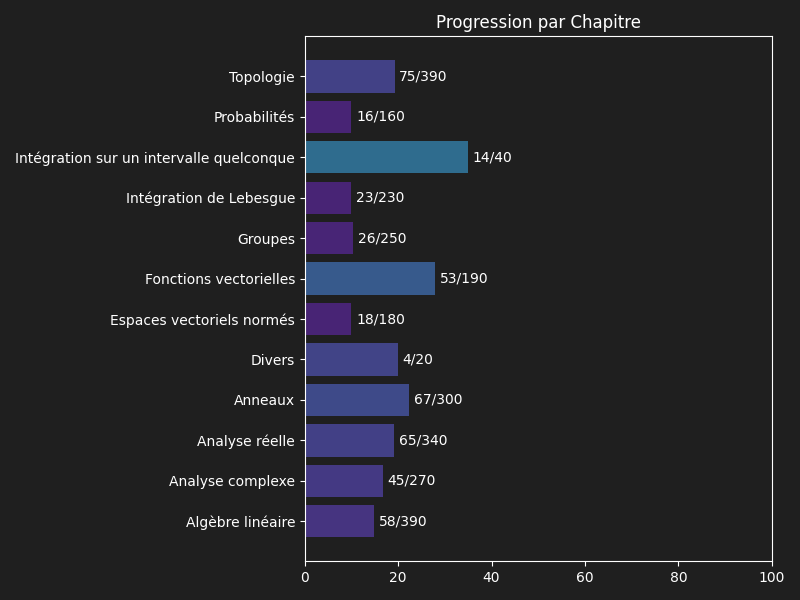 Progression par Chapitre
Topologie 75/390
Probabilités 16/160
Intégration sur un intervalle quelconque 14/40
Intégration de Lebesgue 23/230
Groupes 26/250
Fonctions vectorielles 53/190
Espaces vectoriels normés 18/180
Divers 4/20
Anneaux 67/300
Analyse réelle 65/340
Analyse complexe 45/270
Algèbre linéaire 58/390
0 20 40 60 80 100